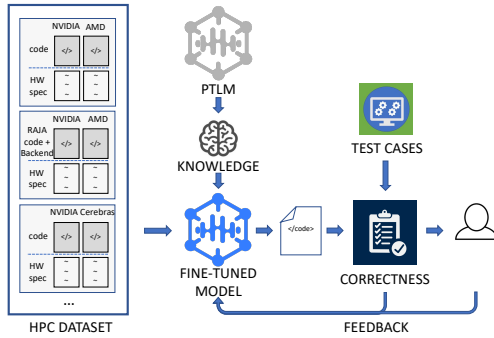 NVIDIA AMD
code </> </>
HW
spec
NVIDIA AMD
RAJA
code +
Backend
</> </>
HW
spec
NVIDIA Cerebras
code </> </>
HW
spec
...
HPC DATASET
PTLM
KNOWLEDGE
FINE-TUNED
MODEL
</code>
TEST CASES
CORRECTNESS
FEEDBACK